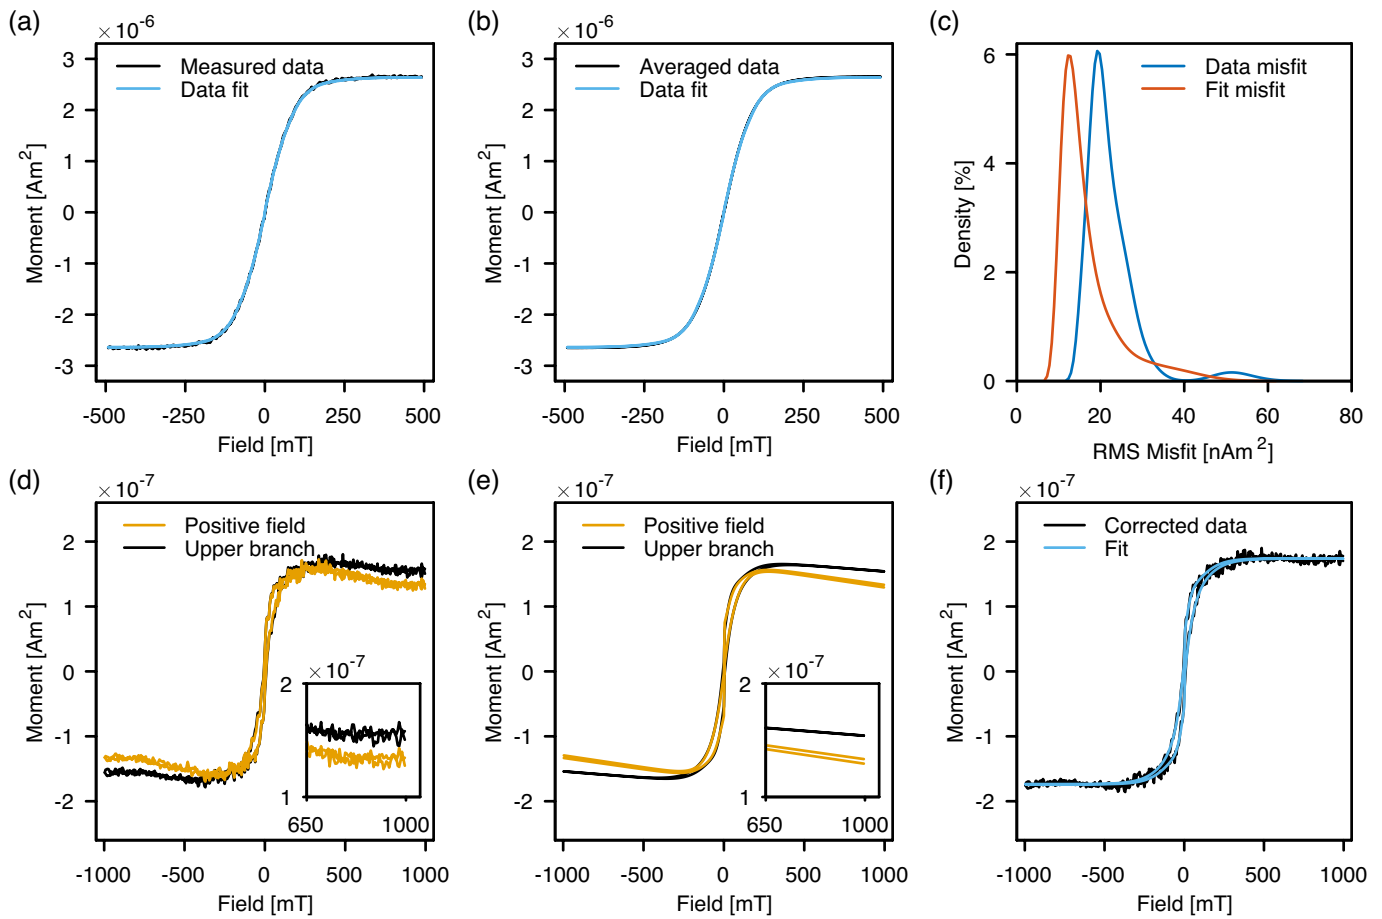 (a)
× 10-6
3
2
1
0
-1
-2
-3
Moment [Am2]
Measured data
Data fit
-500
-250
0
250
500
Field [mT]
(b)
× 10-6
3
2
1
0
-1
-2
-3
Moment [Am2]
Averaged data
Data fit
-500
-250
0
250
500
Field [mT]
(c)
6
4
2
0
Density [%]
Data misfit
Fit misfit
0
20
40
60
80
RMS Misfit [nAm2]
(d)
× 10-7
2
1
0
-1
-2
Moment [Am2]
Positive field
Upper branch
× 10-7
2
1
650
1000
-1000
-500
0
500
1000
Field [mT]
(e)
× 10-7
2
1
0
-1
-2
Moment [Am2]
Positive field
Upper branch
× 10-7
2
1
650
1000
-1000
-500
0
500
1000
Field [mT]
(f)
× 10-7
2
1
0
-1
-2
Moment [Am2]
Corrected data
Fit
-1000
-500
0
500
1000
Field [mT]